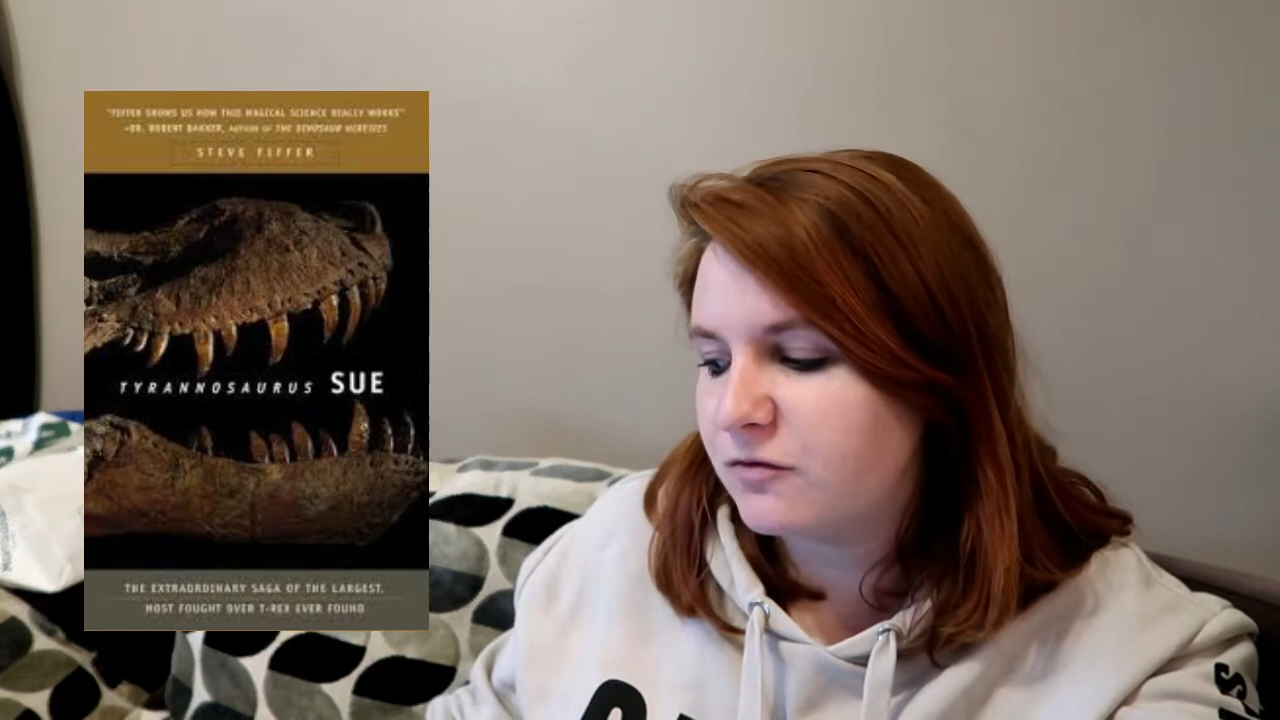 "FIFFER SHOWS US HOW THIS MAGICAL SCIENCE REALLY WORKS"
—DR. ROBERT BAKKER, AUTHOR OF THE DINOSAUR HERESIES
STEVE FIFFER
TYRANNOSAURUS SUE
THE EXTRAORDINARY SAGA OF THE LARGEST,
MOST FOUGHT OVER T-REX EVER FOUND